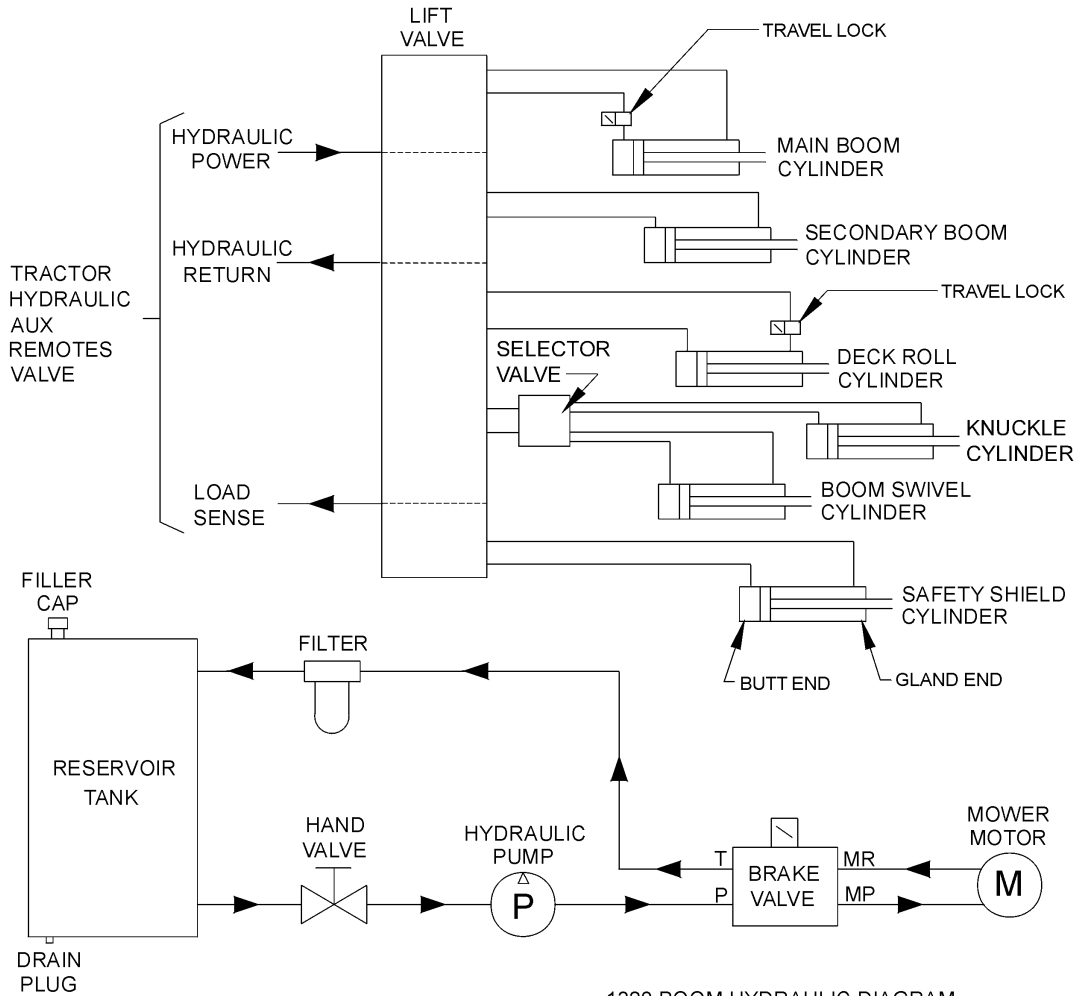 LIFT
VALVE
TRAVEL LOCK
HYDRAULIC
POWER
MAIN BOOM
CYLINDER
SECONDARY BOOM
CYLINDER
HYDRAULIC
RETURN
TRACTOR
HYDRAULIC
AUX
REMOTES
VALVE
TRAVEL LOCK
SELECTOR
VALVE
DECK ROLL
CYLINDER
KNUCKLE
CYLINDER
LOAD
SENSE
BOOM SWIVEL
CYLINDER
SAFETY SHIELD
CYLINDER
BUTT END
GLAND END
FILLER
CAP
FILTER
RESERVOIR
TANK
HAND
VALVE
HYDRAULIC
PUMP
P
T
P
BRAKE
VALVE
MR
MP
MOWER
MOTOR
M
DRAIN
PLUG
BOOM HYDRAULIC DIAGRAM